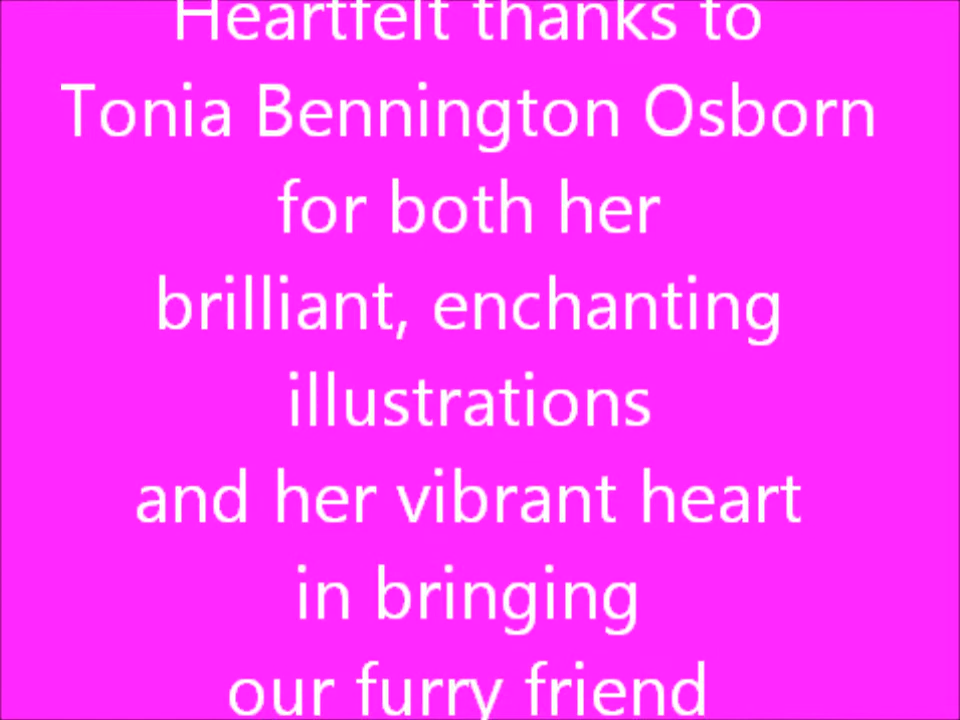 Heartfelt thanks to
Tonia Bennington Osborn
for both her
brilliant, enchanting
illustrations
and her vibrant heart
in bringing
our furry friend